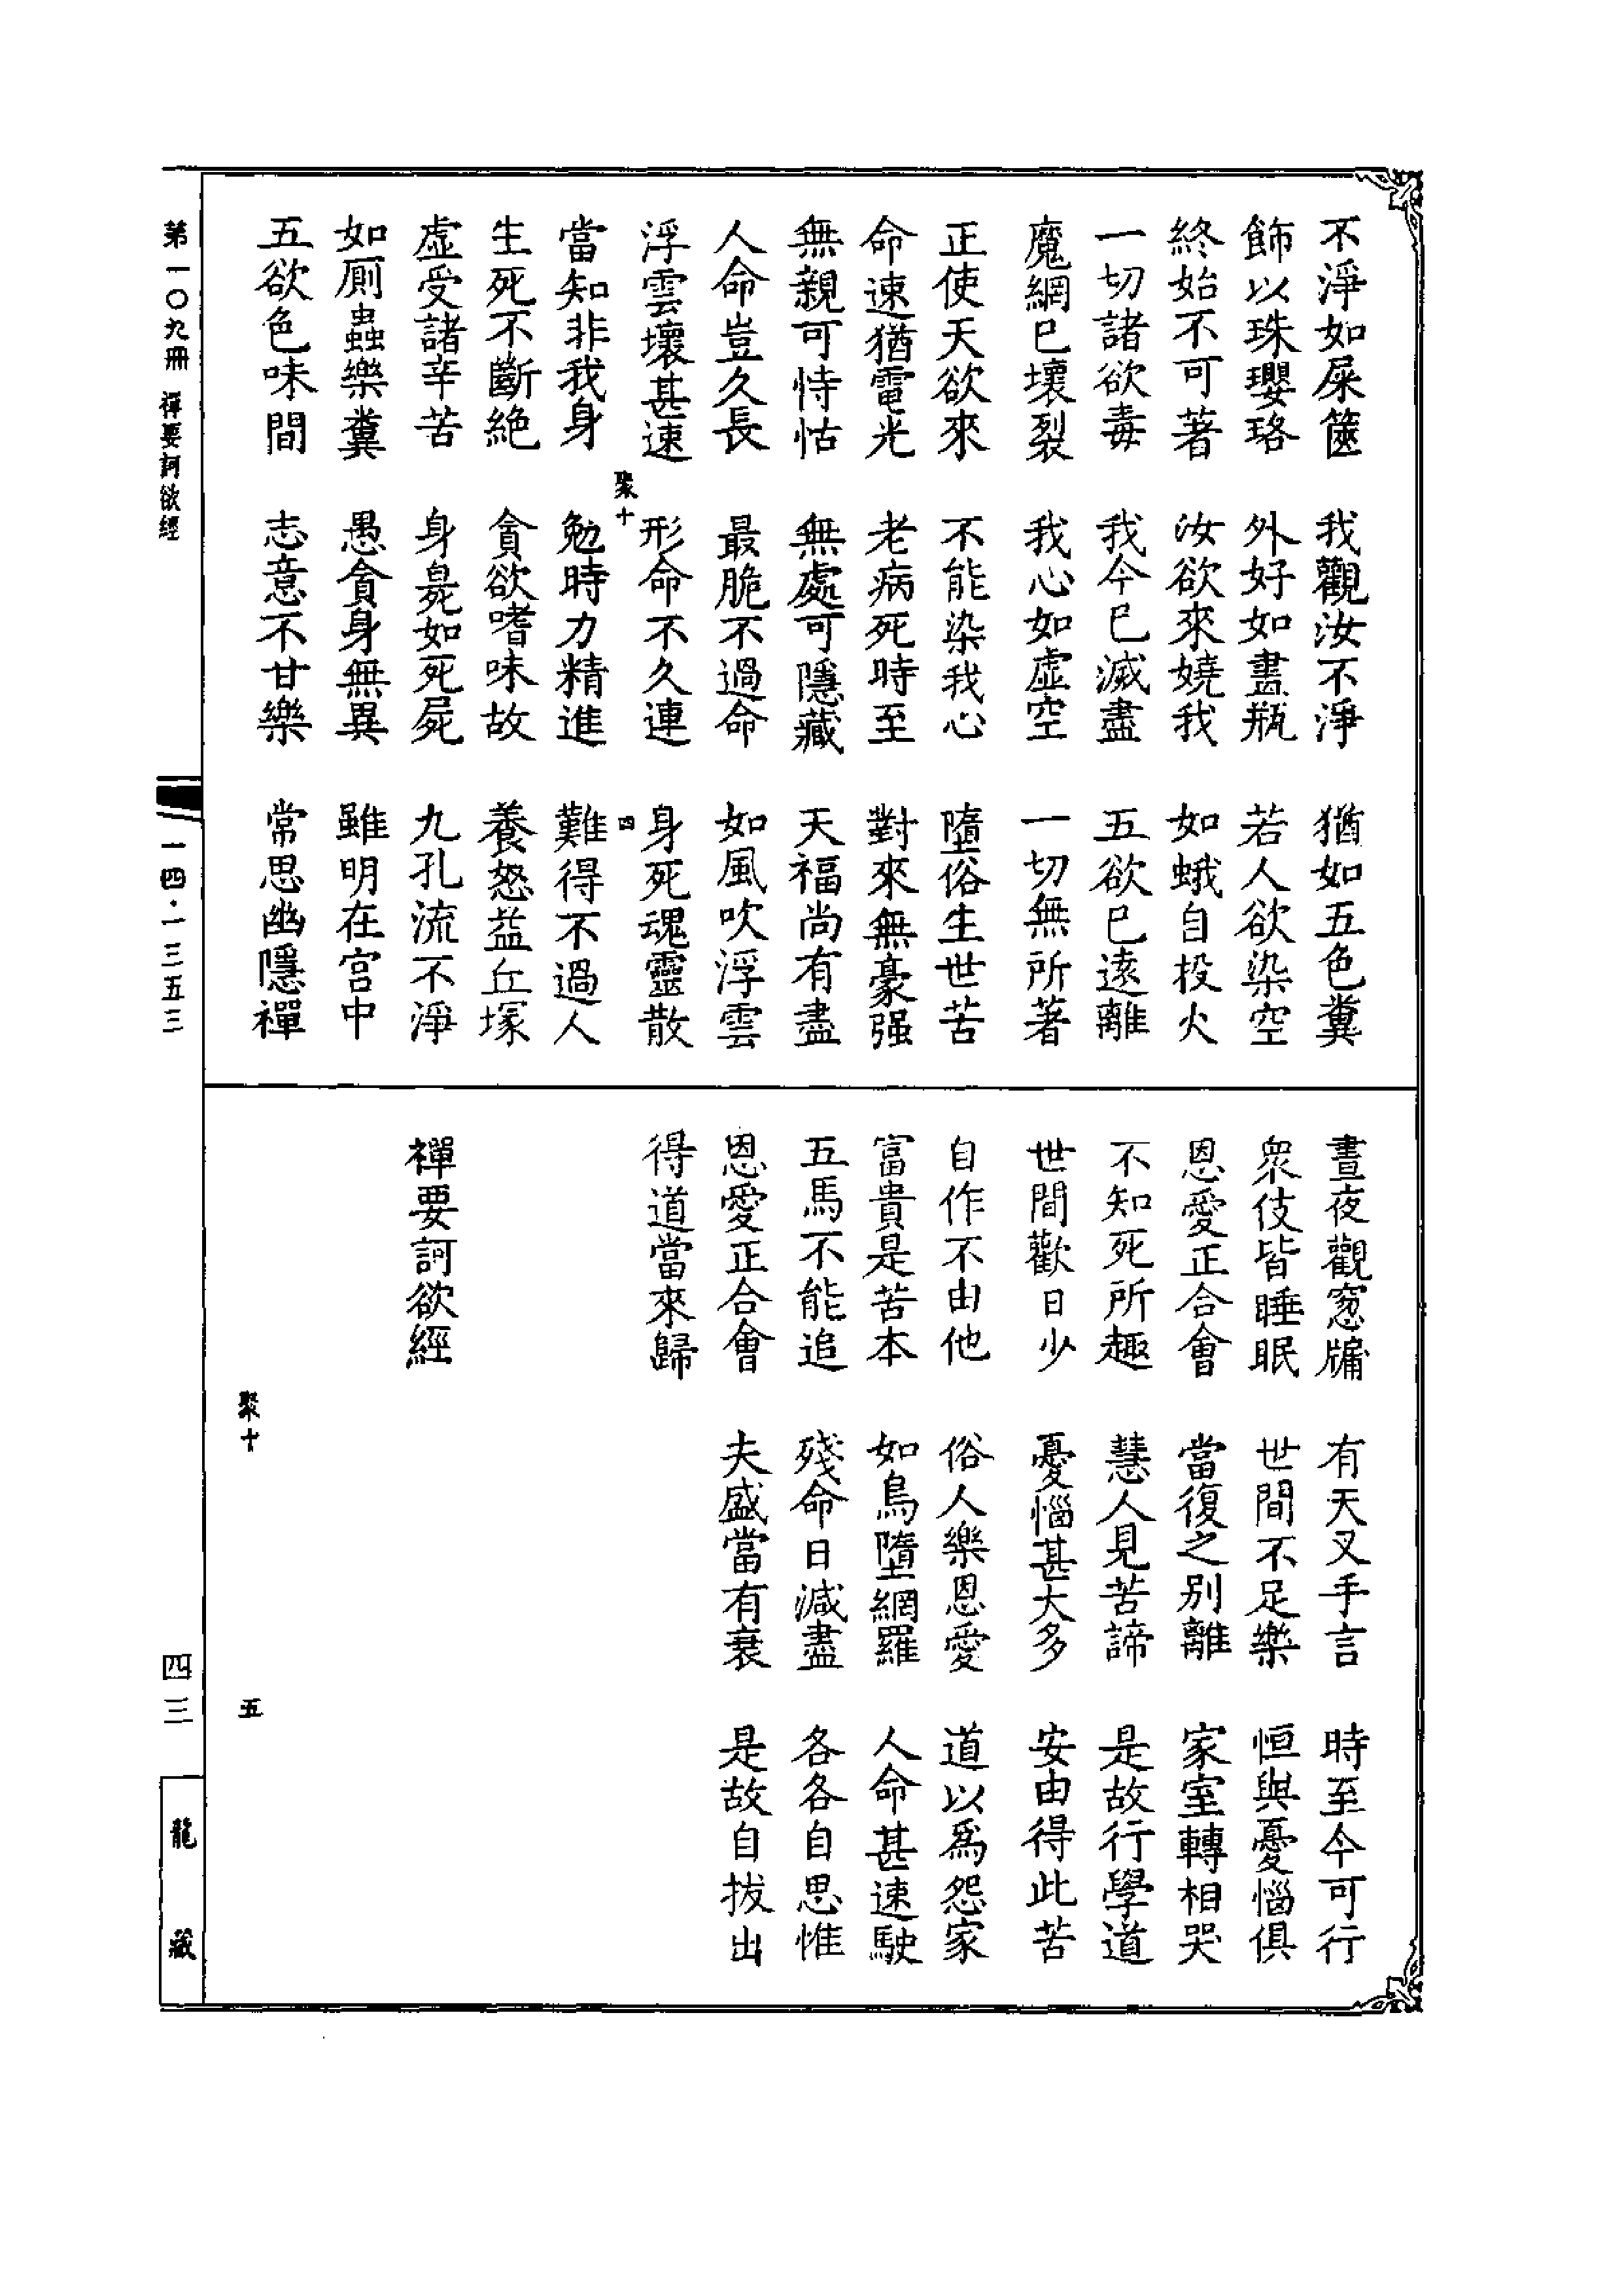 不淨如屎篋　我觀汝不淨　猶如五色糞
飾以珠瓔珞　外好如畫瓶　若人欲染空
終始不可著　汝欲來嬈我　如蛾自投火
一切諸欲毒　我今已滅盡　五欲已遠離
魔網已壞裂　我心如虛空　一切無所著
正使天欲來　不能染我心　墮俗生世苦
命速猶電光　老病死時至　對來無豪强
無親可恃怙　無處可隱藏　天福尚有盡
人命豈久長　最脆不過命　如風吹浮雲
浮雲壞甚速　形命不久連　身死魂靈散
聚十　四
當知非我身　勉時力精進　難得不過人
生死不斷絶　貪欲嗜味故　養怨益丘塚
虛受諸辛苦　身臰如死屍　九孔流不淨
如厠蟲樂糞　愚貪身無異　雖明在宫中
五欲色味間　志意不甘樂　常思幽隱禪
晝夜觀窓牖　有天叉手言　時至今可行
衆伎皆睡眠　世間不足樂　恒與憂惱俱
恩愛正合會　當復之别離　家室轉相哭
不知死所趣　慧人見苦諦　是故行學道
世間歡日少　憂惱甚大多　安由得此苦
自作不由他　俗人樂恩愛　道以爲怨家
富貴是苦本　如鳥墮網羅　人命甚速駛
五馬不能追　殘命日減盡　各各自思惟
恩愛正合會　夫盛當有衰　是故自拔出
得道當來歸
禪要訶欲經
聚十　五
第一〇九冊　禪要訶欲經　一四·一三五三　四三　龍藏